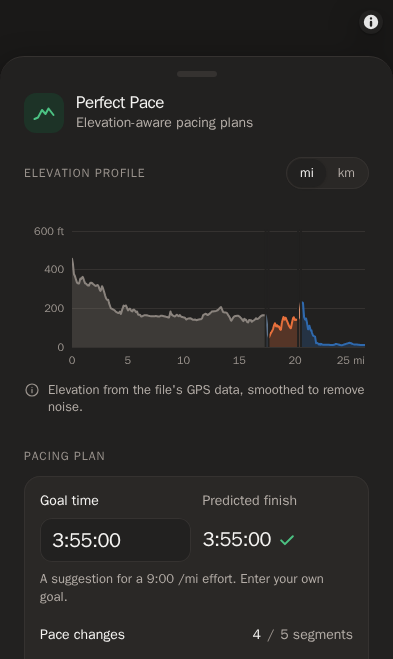 Perfect Pace
Elevation-aware pacing plans
ELEVATION PROFILE
mi km
600 ft
400
200
0
0 5 10 15 20 25 mi
Elevation from the file's GPS data, smoothed to remove
noise.
PACING PLAN
Goal time Predicted finish
3:55:00 3:55:00
A suggestion for a 9:00 /mi effort. Enter your own
goal.
Pace changes 4 / 5 segments